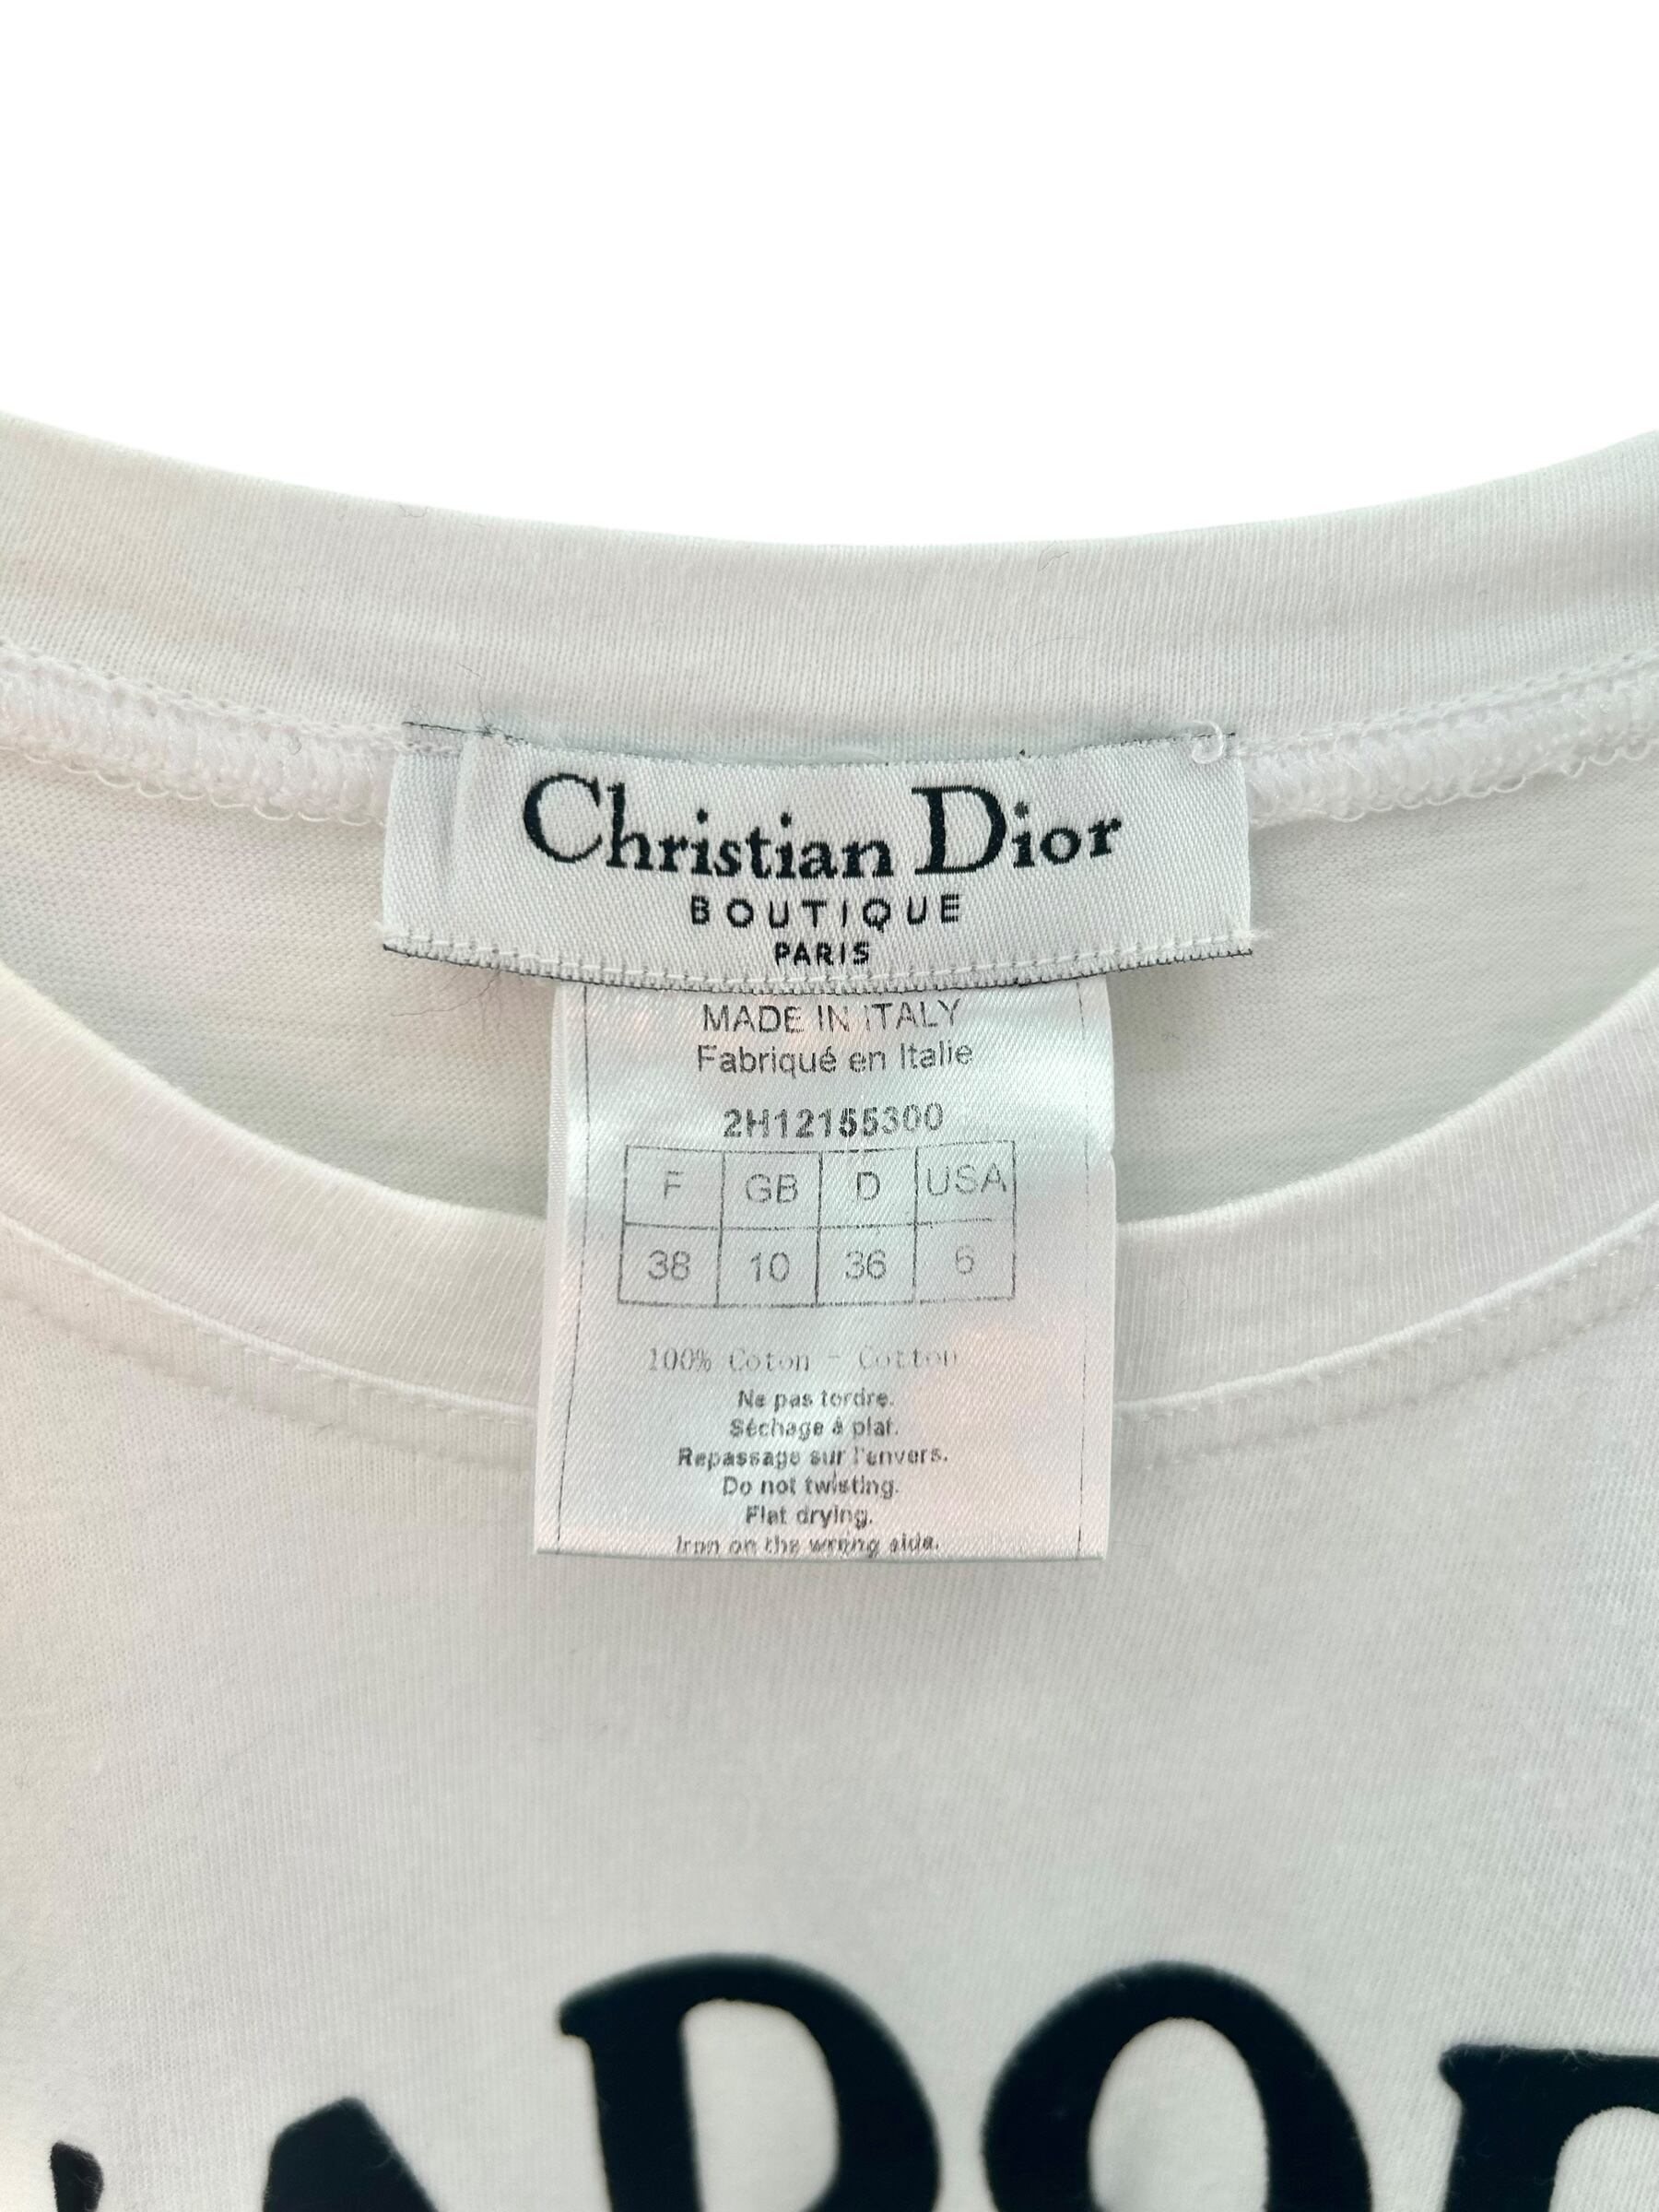 Christian Dior
BOUTIQUE
PARIS
MADE IN ITALY
Fabriqué en Italie
2H12155300
F GB D USA
38 10 36 6
100% Coton - Cotton
Ne pas tordre.
Séchage à plat.
Repassage sur l'envers.
Do not twisting.
Flat drying.
Iron on the wrong side.
'ADO